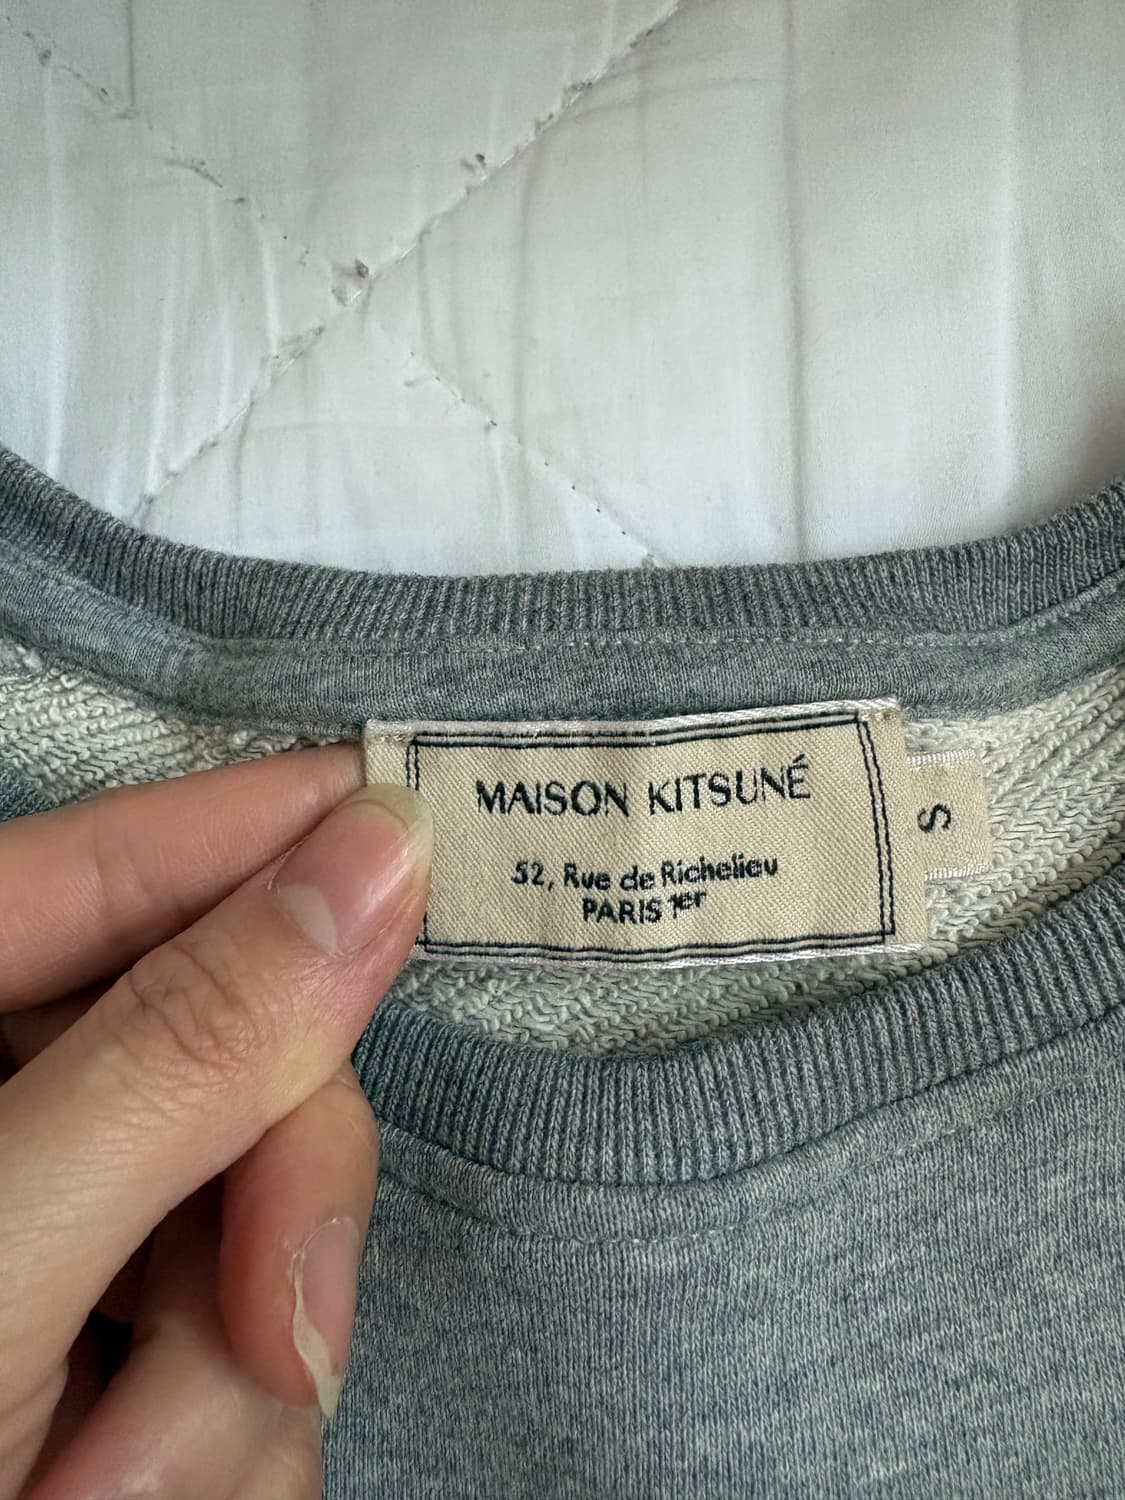 MAISON KITSUNÉ
52, Rue de Richelieu
PARIS 1er
S